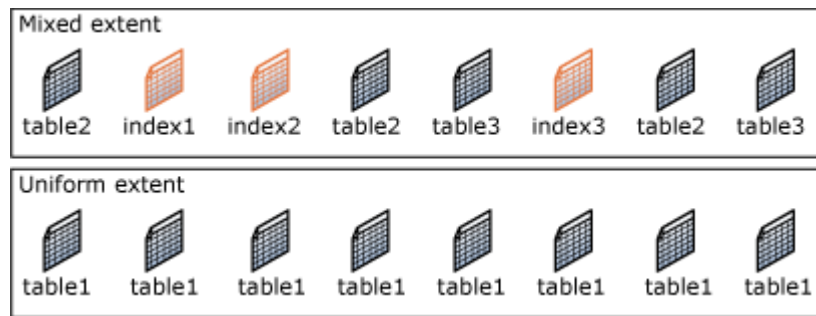 Mixed extent
table2 index1 index2 table2 table3 index3 table2 table3
Uniform extent
table1 table1 table1 table1 table1 table1 table1 table1